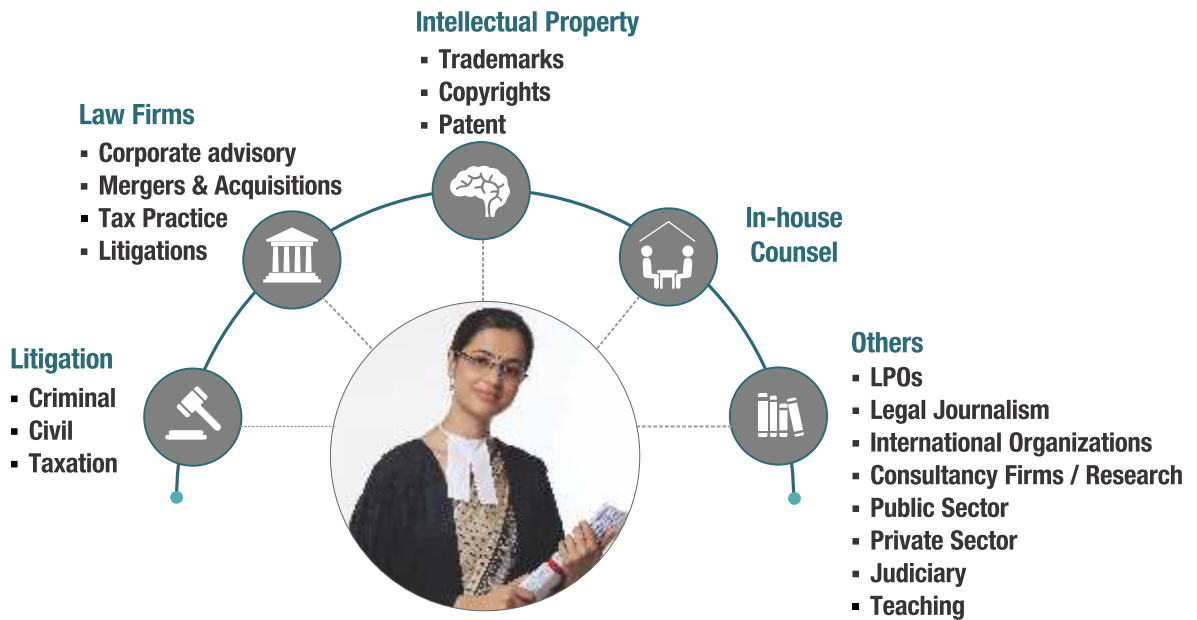 Intellectual Property
▪ Trademarks
▪ Copyrights
▪ Patent
Law Firms
▪ Corporate advisory
▪ Mergers & Acquisitions
▪ Tax Practice
▪ Litigations
In-house
Counsel
Litigation
▪ Criminal
▪ Civil
▪ Taxation
Others
▪ LPOs
▪ Legal Journalism
▪ International Organizations
▪ Consultancy Firms / Research
▪ Public Sector
▪ Private Sector
▪ Judiciary
▪ Teaching